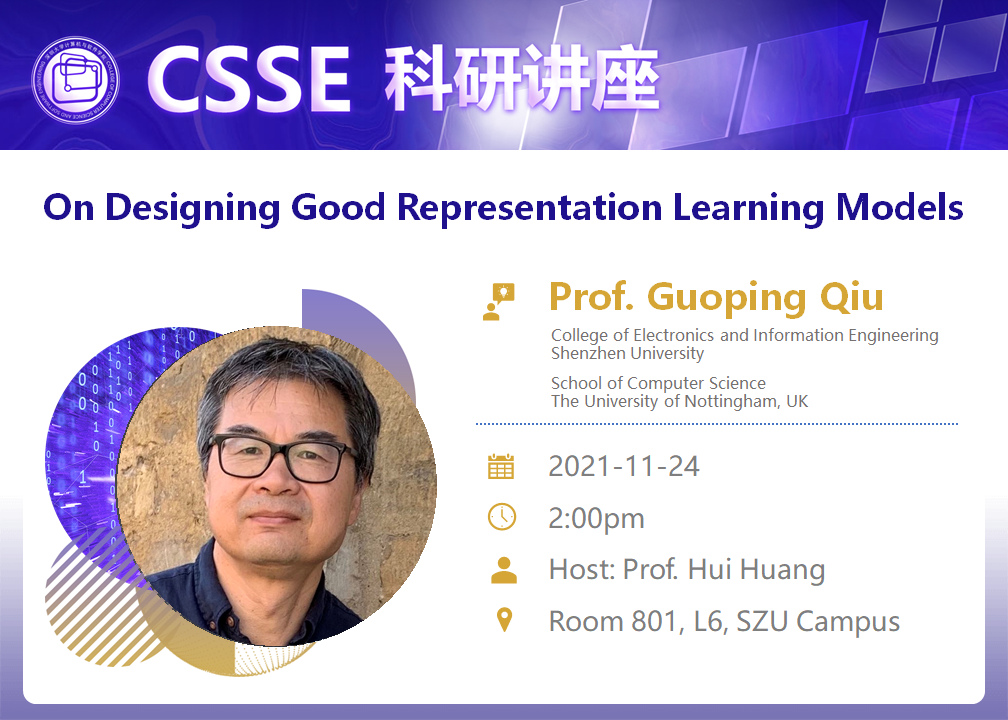 CSSE 科研讲座
On Designing Good Representation Learning Models
Prof. Guoping Qiu
College of Electronics and Information Engineering
Shenzhen University
School of Computer Science
The University of Nottingham, UK
2021-11-24
2:00pm
Host: Prof. Hui Huang
Room 801, L6, SZU Campus